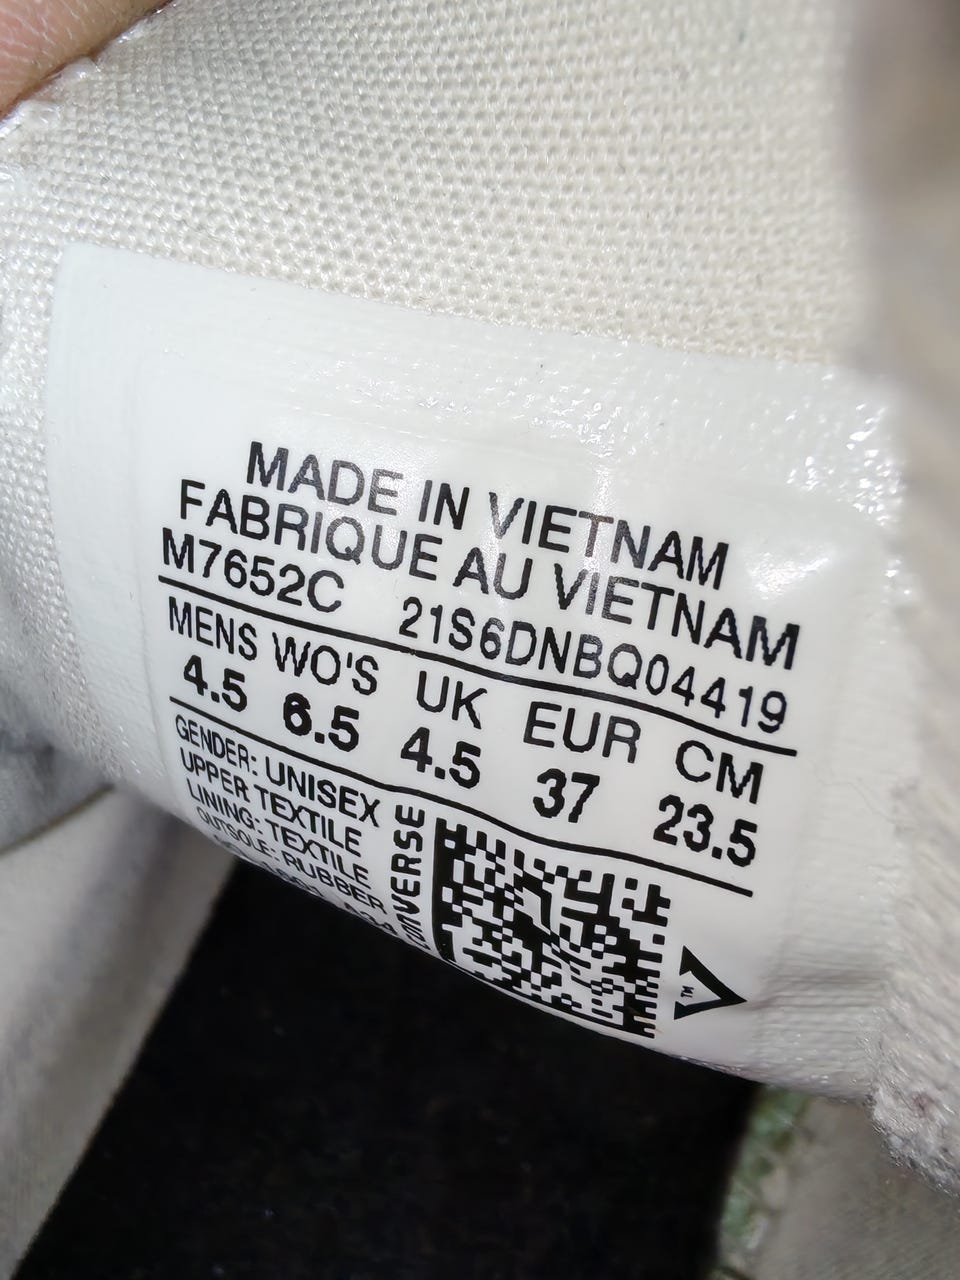 MADE IN VIETNAM
FABRIQUE AU VIETNAM
M7652C 21S6DNBQ04419
MENS WO'S UK EUR CM
4.5 6.5 4.5 37 23.5
GENDER: UNISEX
UPPER TEXTILE
LINING: TEXTILE
OUTSOLE: RUBBER
CONVERSE
TM